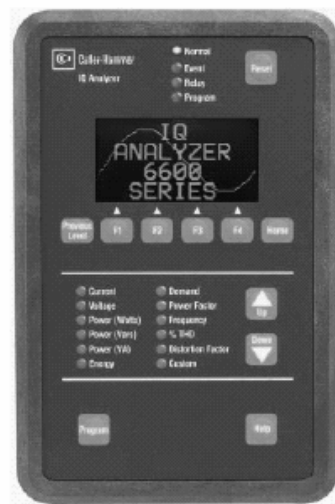 Cutler-Hammer
IQ Analyzer
Normal
Event
Relay
Program
Reset
IQ
ANALYZER
6600
SERIES
Previous Level
F1
F2
F3
F4
Home
Current
Voltage
Power (Watts)
Power (Vars)
Power (VA)
Energy
Demand
Power Factor
Frequency
% THD
Distortion Factor
Custom
Up
Down
Program
Help